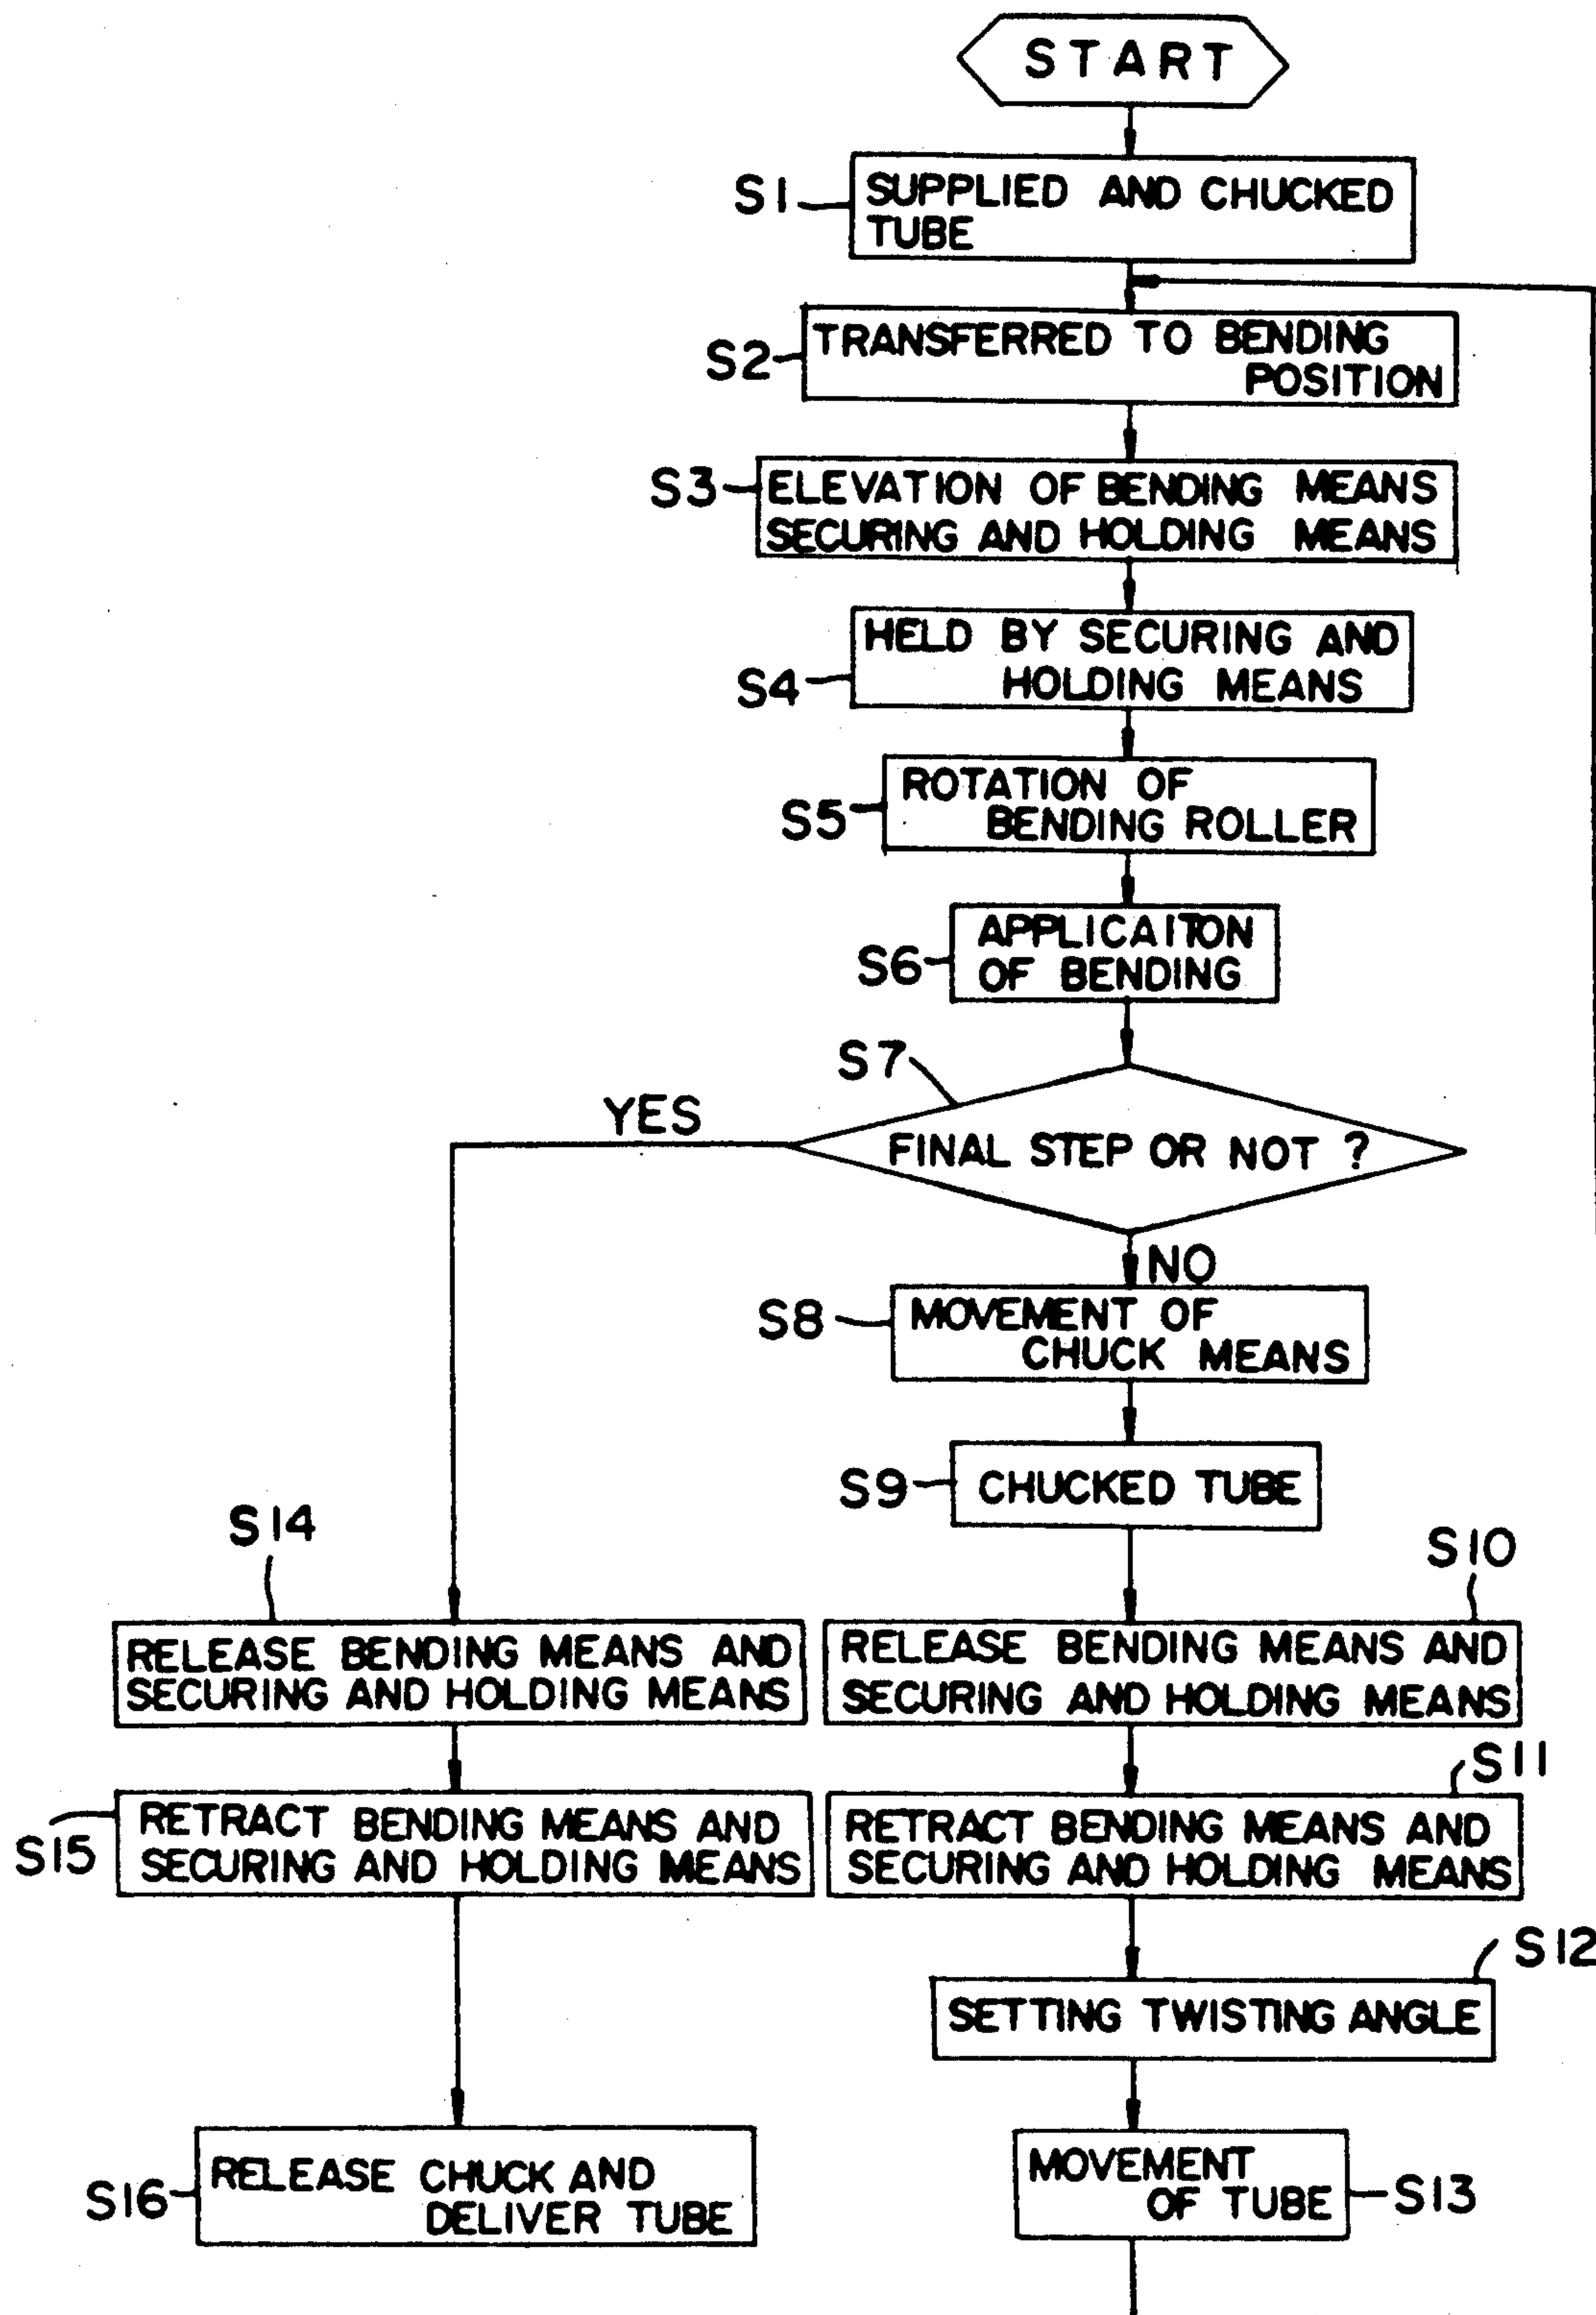 START
S1
SUPPLIED AND CHUCKED
TUBE
S2
TRANSFERRED TO BENDING
POSITION
S3
ELEVATION OF BENDING MEANS
SECURING AND HOLDING MEANS
S4
HELD BY SECURING AND
HOLDING MEANS
S5
ROTATION OF
BENDING ROLLER
S6
APPLICAITON
OF BENDING
S7
YES
FINAL STEP OR NOT ?
NO
S8
MOVEMENT OF
CHUCK MEANS
S9
CHUCKED TUBE
S14
RELEASE BENDING MEANS AND
SECURING AND HOLDING MEANS
S10
RELEASE BENDING MEANS AND
SECURING AND HOLDING MEANS
S15
RETRACT BENDING MEANS AND
SECURING AND HOLDING MEANS
S11
RETRACT BENDING MEANS AND
SECURING AND HOLDING MEANS
S12
SETTING TWISTING ANGLE
S16
RELEASE CHUCK AND
DELIVER TUBE
MOVEMENT
OF TUBE
S13